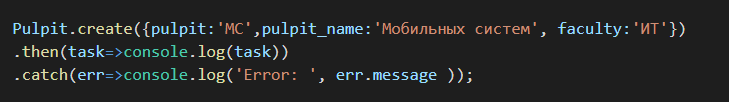 Pulpit.create({pulpit:'МС',pulpit_name:'Мобильных систем', faculty:'ИТ'})
.then(task=>console.log(task))
.catch(err=>console.log('Error: ', err.message ));